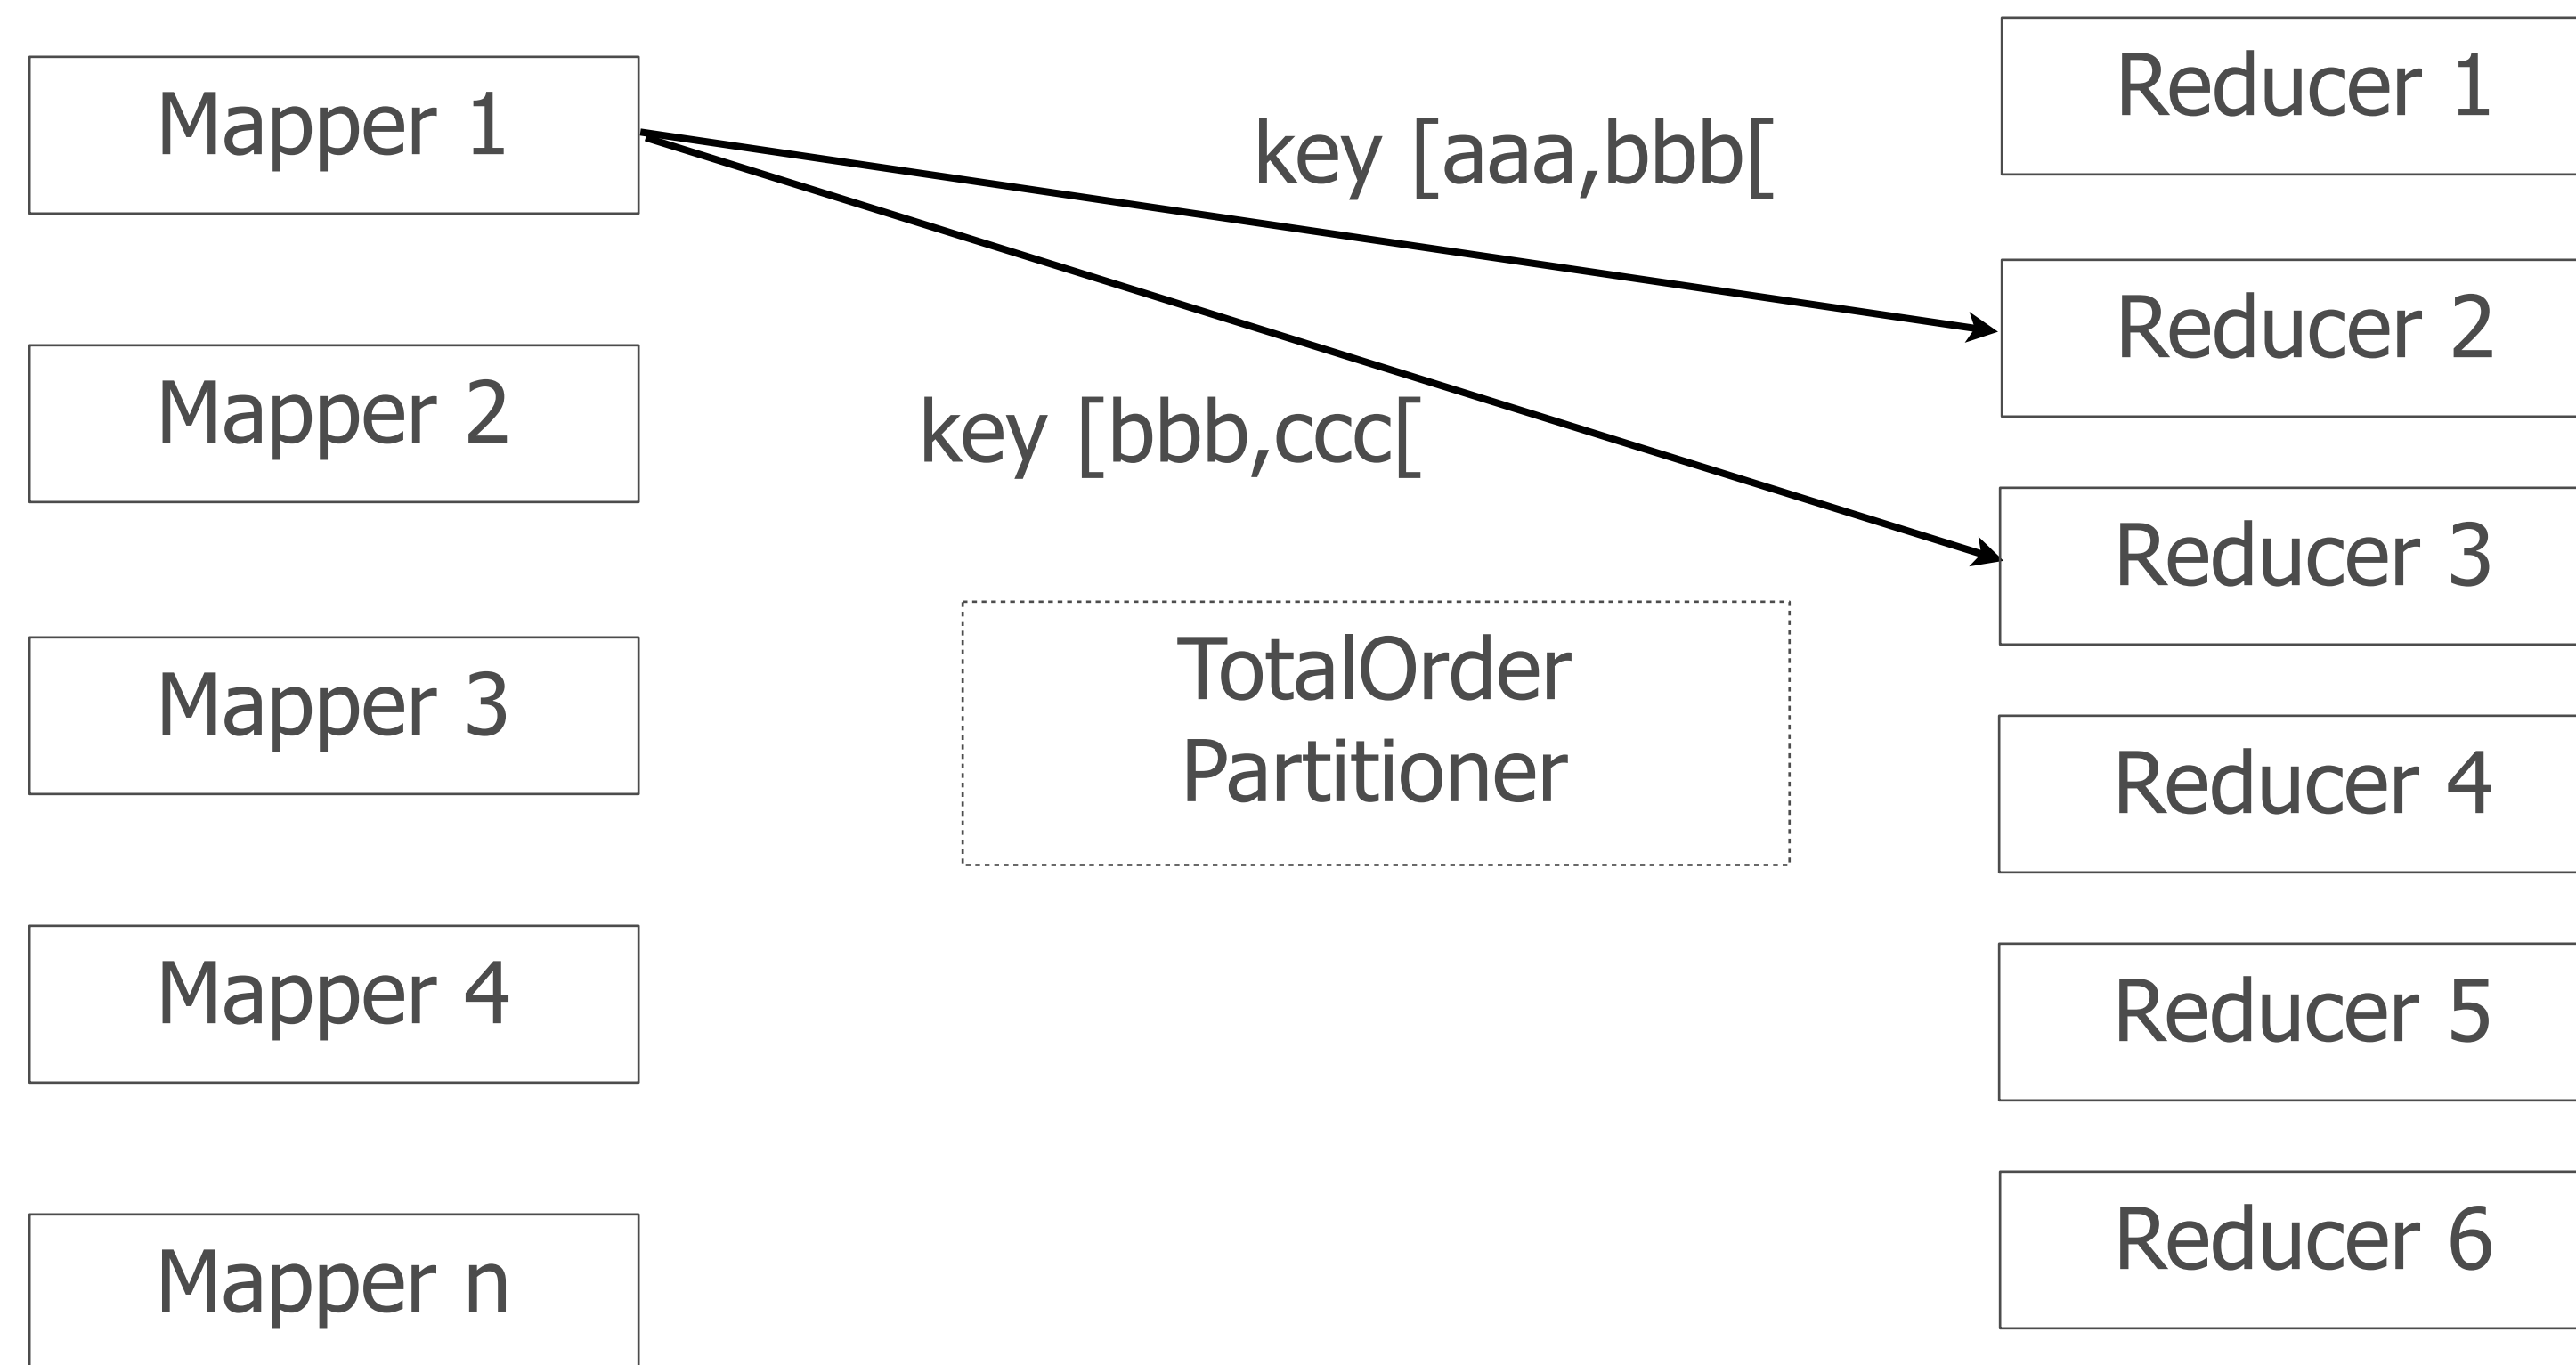 Mapper 1
Mapper 2
Mapper 3
Mapper 4
Mapper n
key [aaa,bbb[
key [bbb,ccc[
TotalOrder
Partitioner
Reducer 1
Reducer 2
Reducer 3
Reducer 4
Reducer 5
Reducer 6